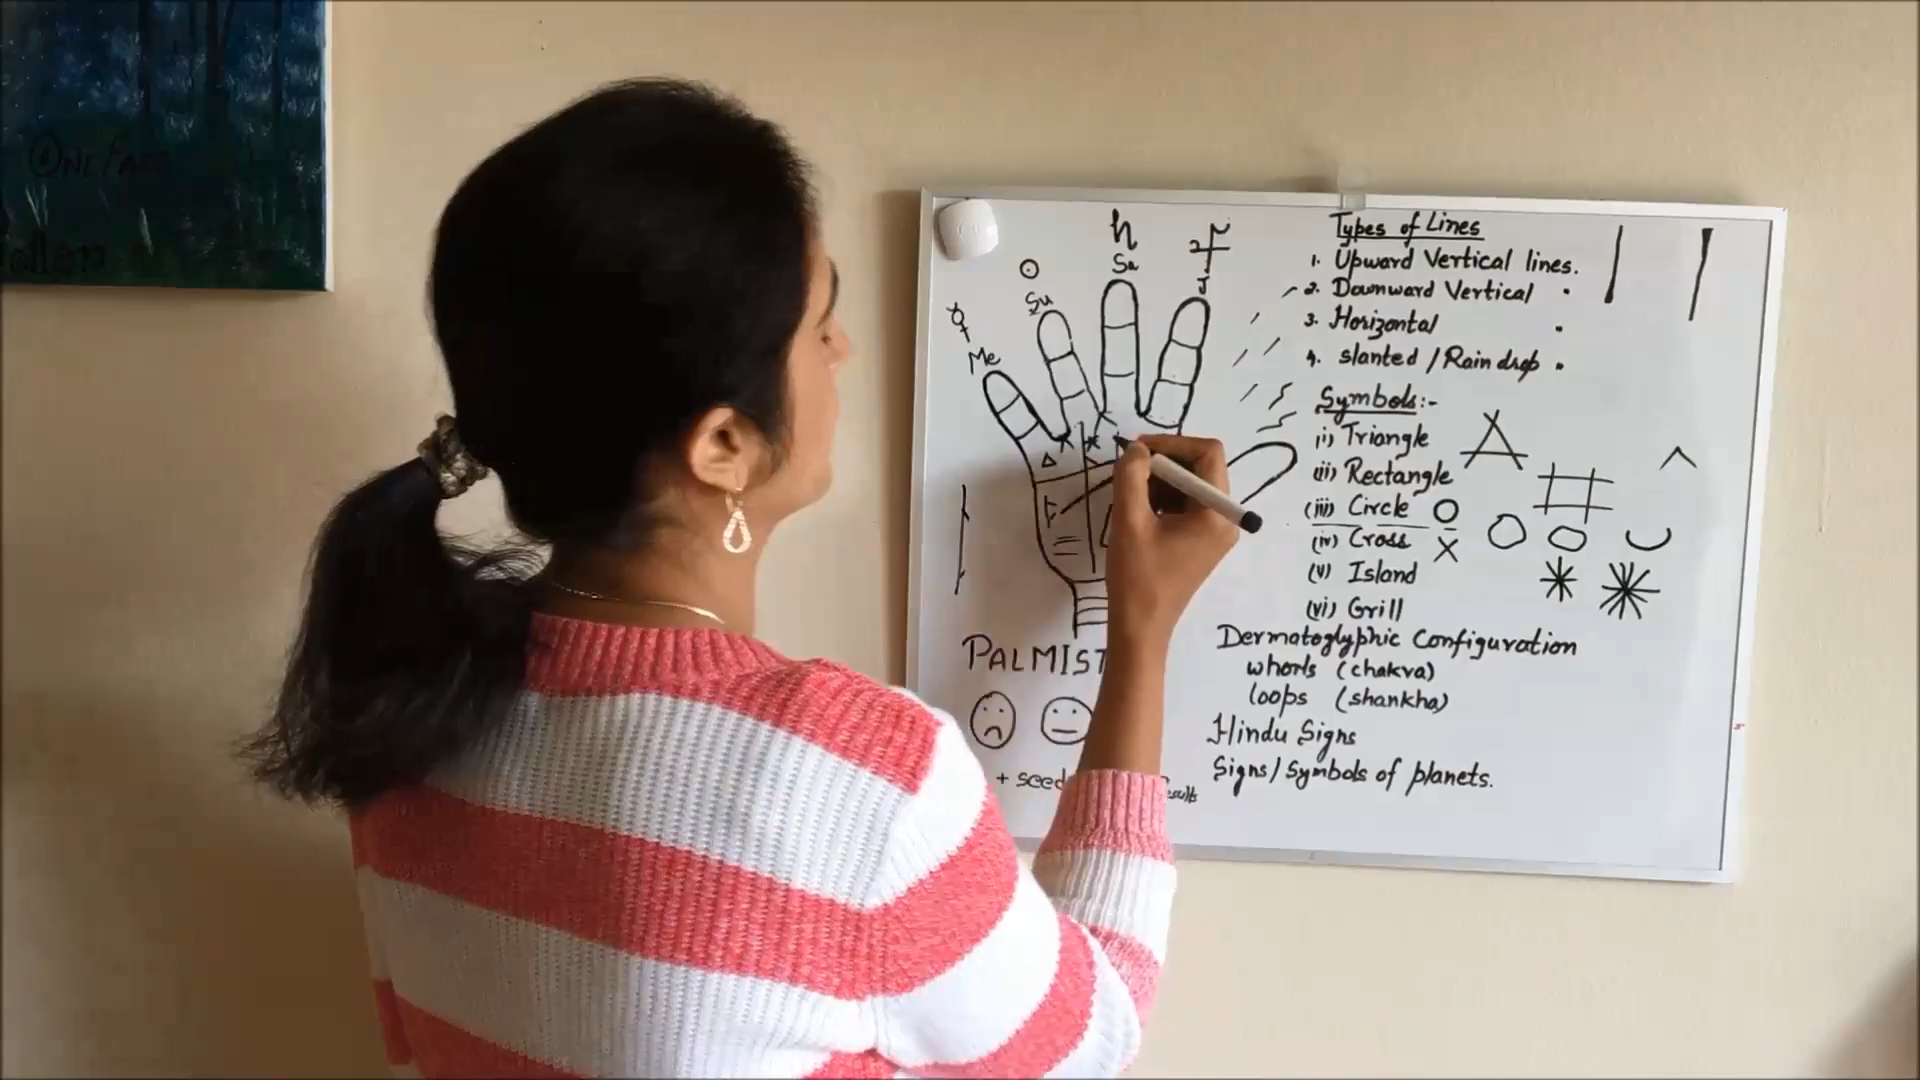 Types of Lines
1. Upward Vertical lines.
2. Downward Vertical "
3. Horizontal "
4. slanted / Rain drop "
Symbols:-
(i) Triangle
(ii) Rectangle
(iii) Circle
(iv) Cross
(v) Island
(vi) Grill
Dermatoglyphic Configuration
whorls (chakra)
loops (shankha)
Hindu Signs
Signs/Symbols of planets.
Me
Su
Sa
J
PALMIST
+ seed